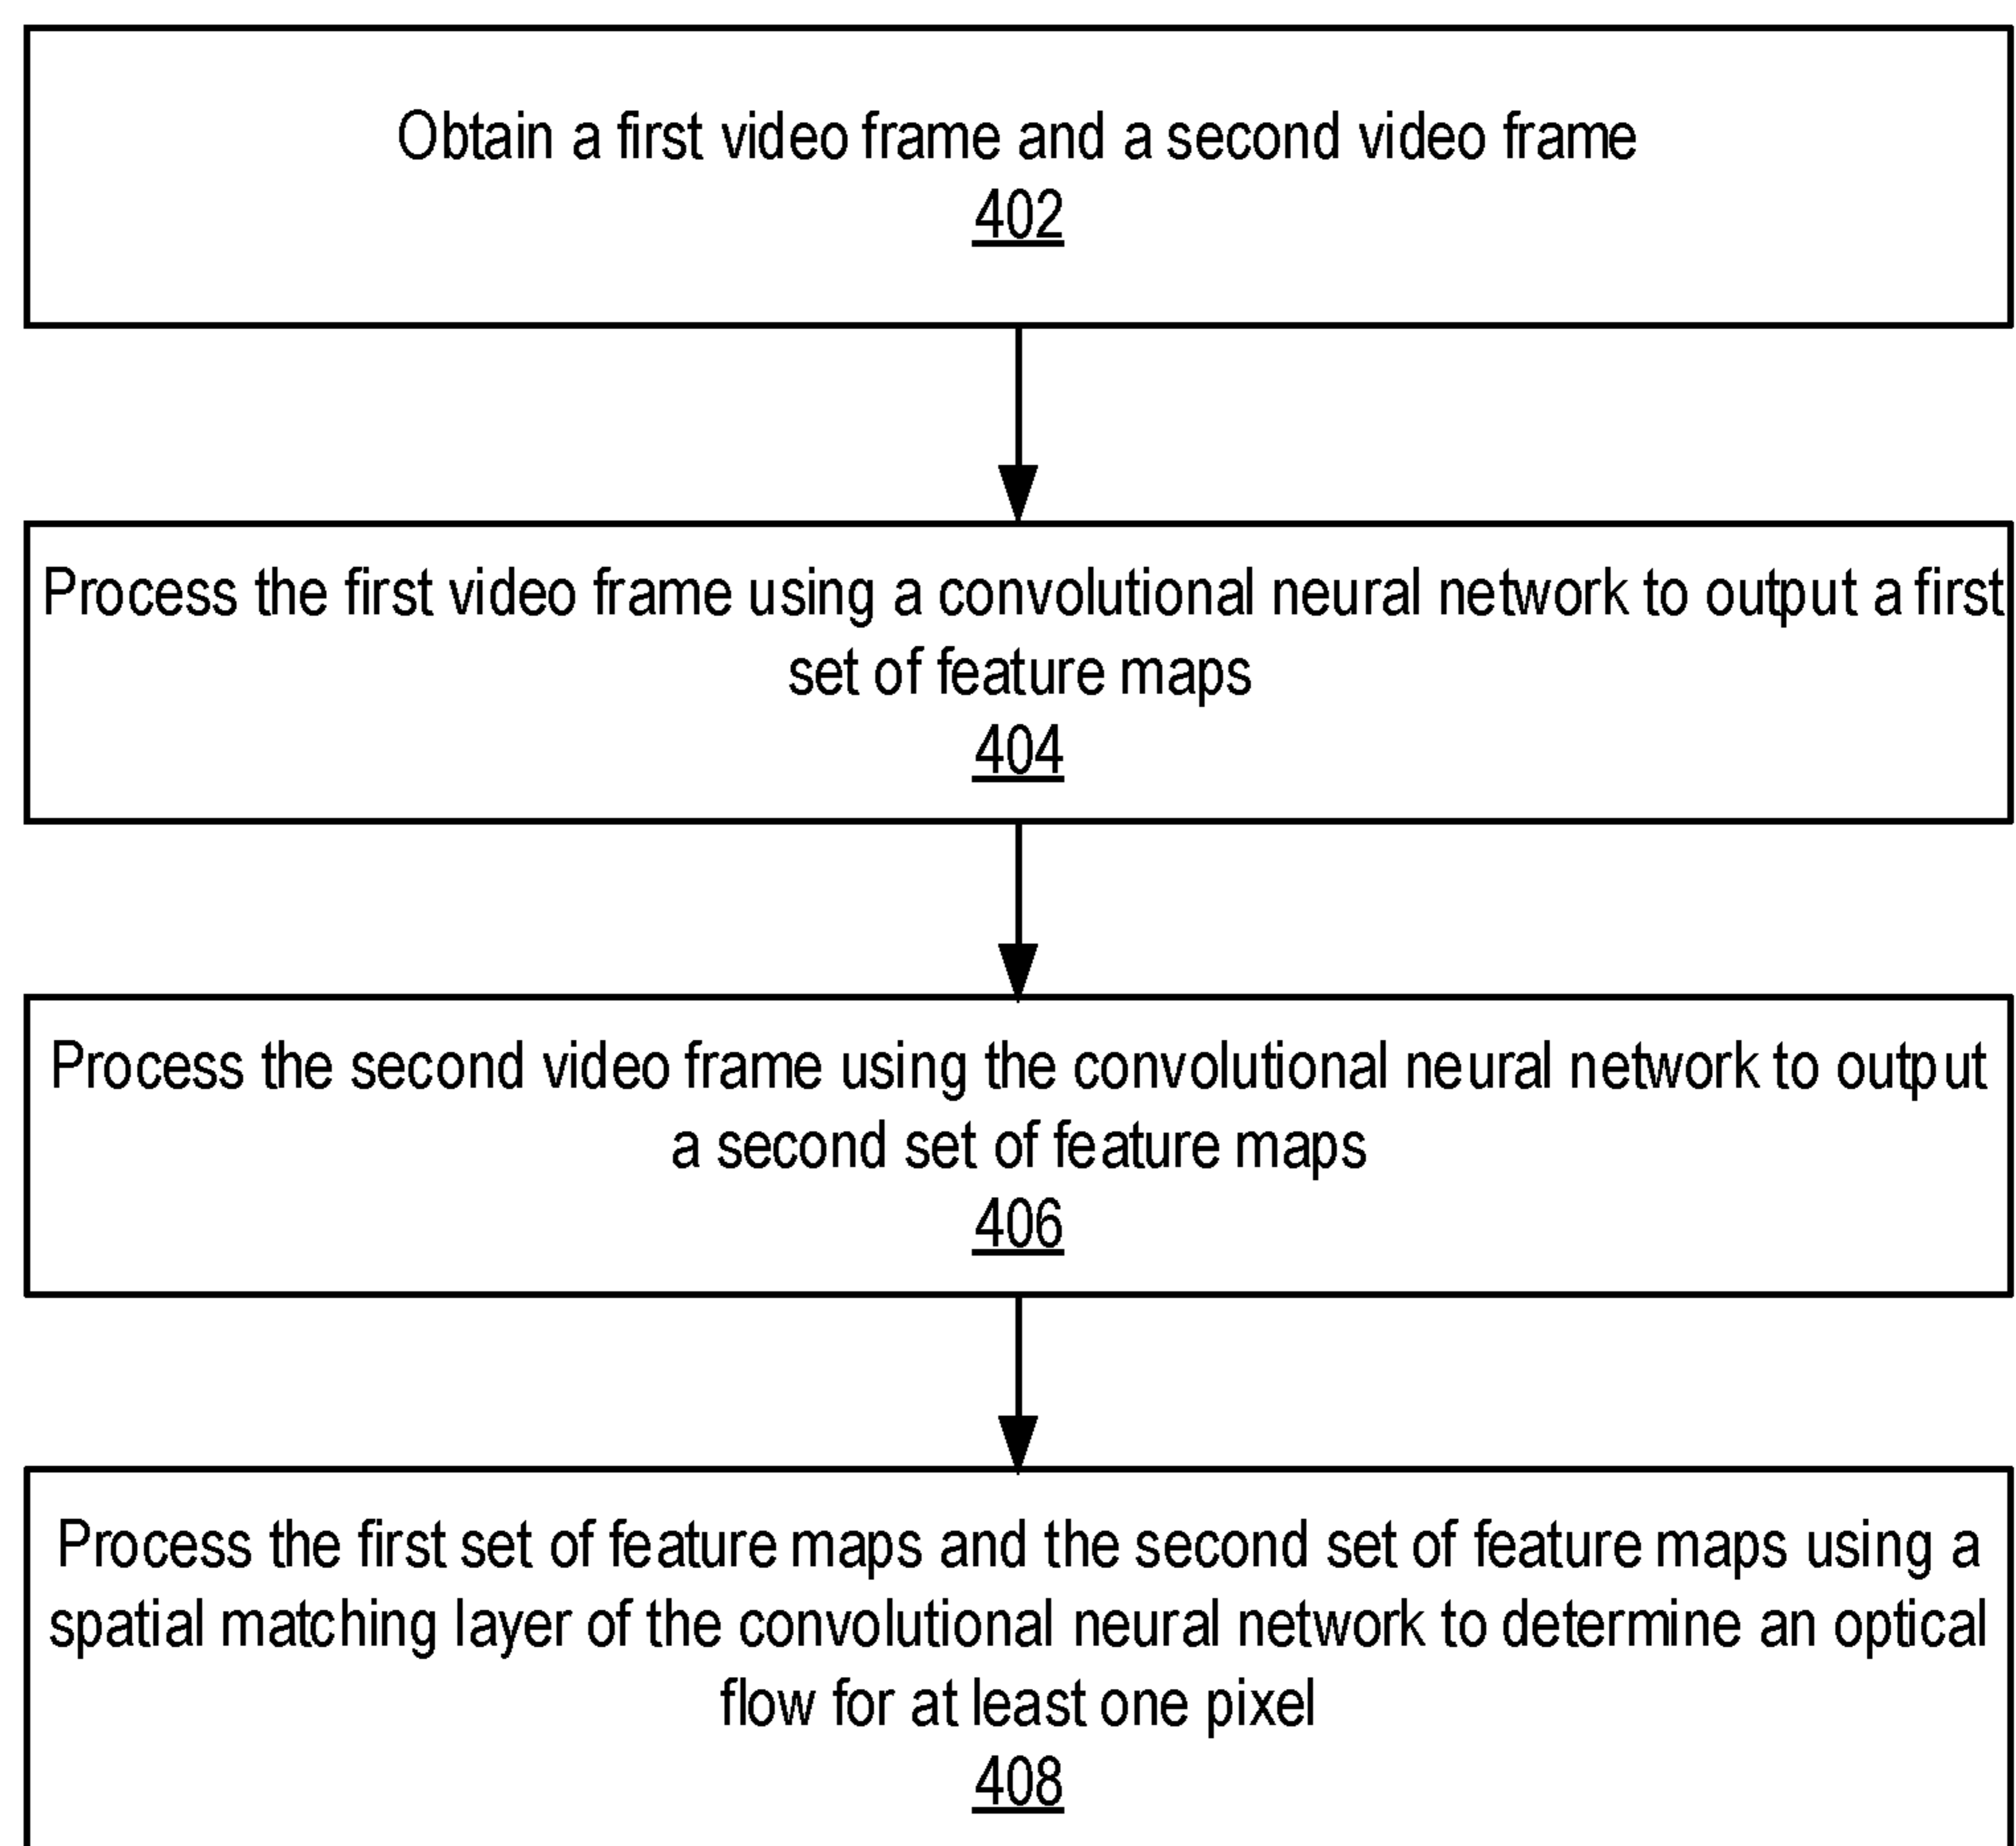 Obtain a first video frame and a second video frame
402
Process the first video frame using a convolutional neural network to output a first
set of feature maps
404
Process the second video frame using the convolutional neural network to output
a second set of feature maps
406
Process the first set of feature maps and the second set of feature maps using a
spatial matching layer of the convolutional neural network to determine an optical
flow for at least one pixel
408